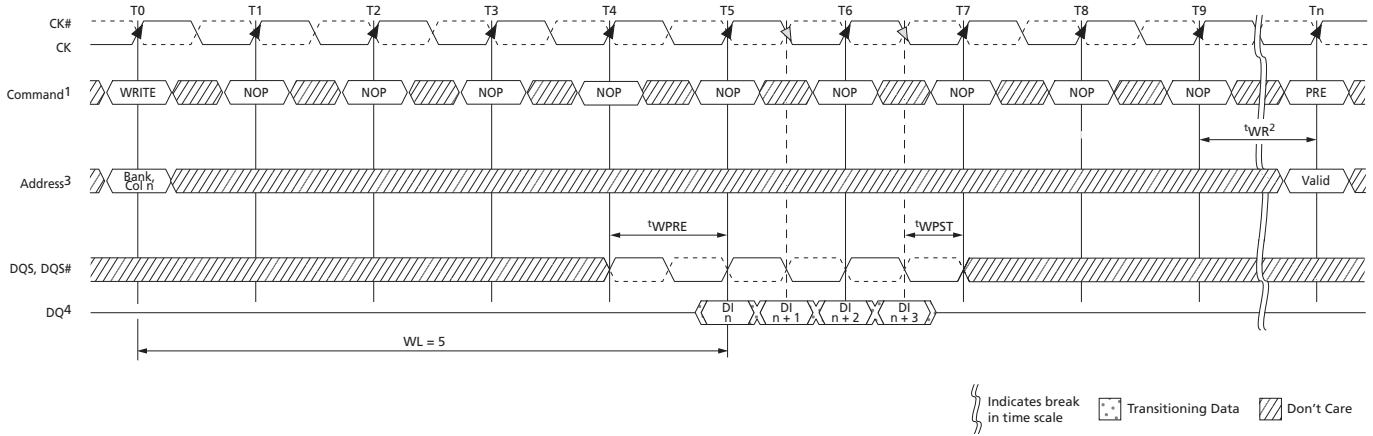 T0 T1 T2 T3 T4 T5 T6 T7 T8 T9 Tn
CK#
CK
Command1 WRITE NOP NOP NOP NOP NOP NOP NOP NOP NOP PRE
tWR2
Address3 Bank, Col n Valid
tWPRE tWPST
DQS, DQS#
DQ4 DI n DI n + 1 DI n + 2 DI n + 3
WL = 5
Indicates break in time scale
Transitioning Data
Don't Care